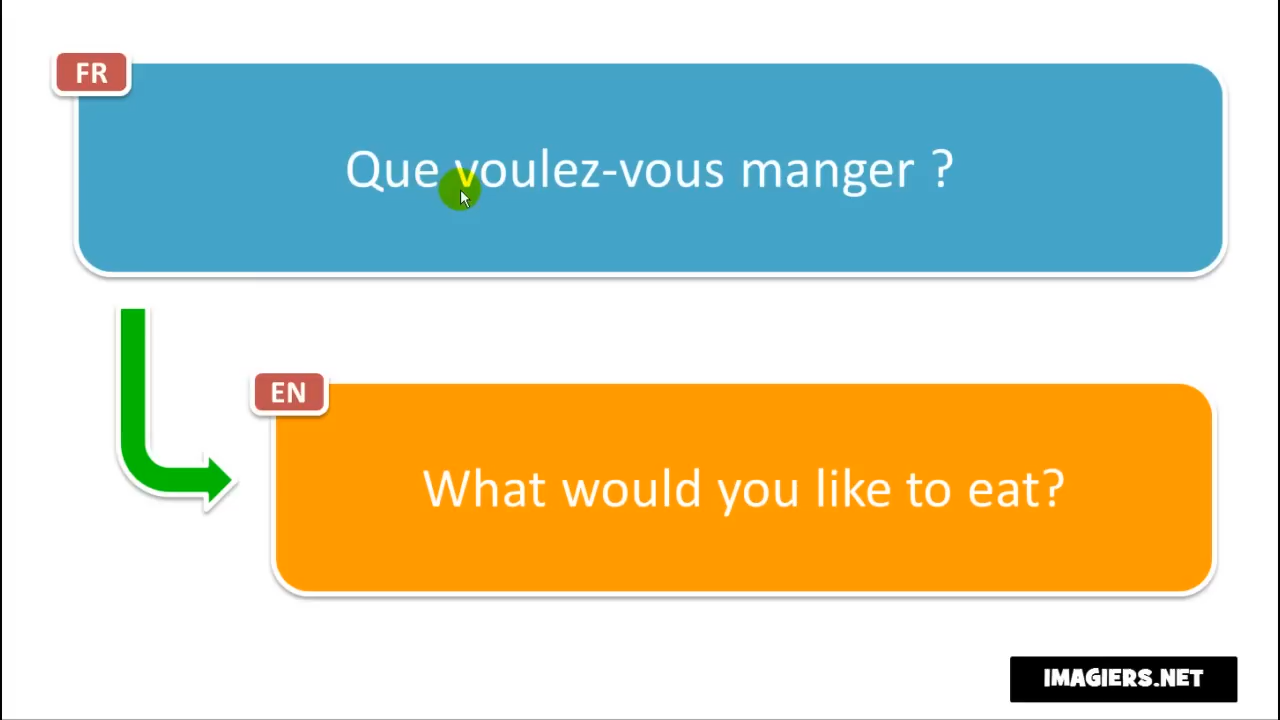 FR
Que voulez-vous manger ?
EN
What would you like to eat?
IMAGIERS.NET